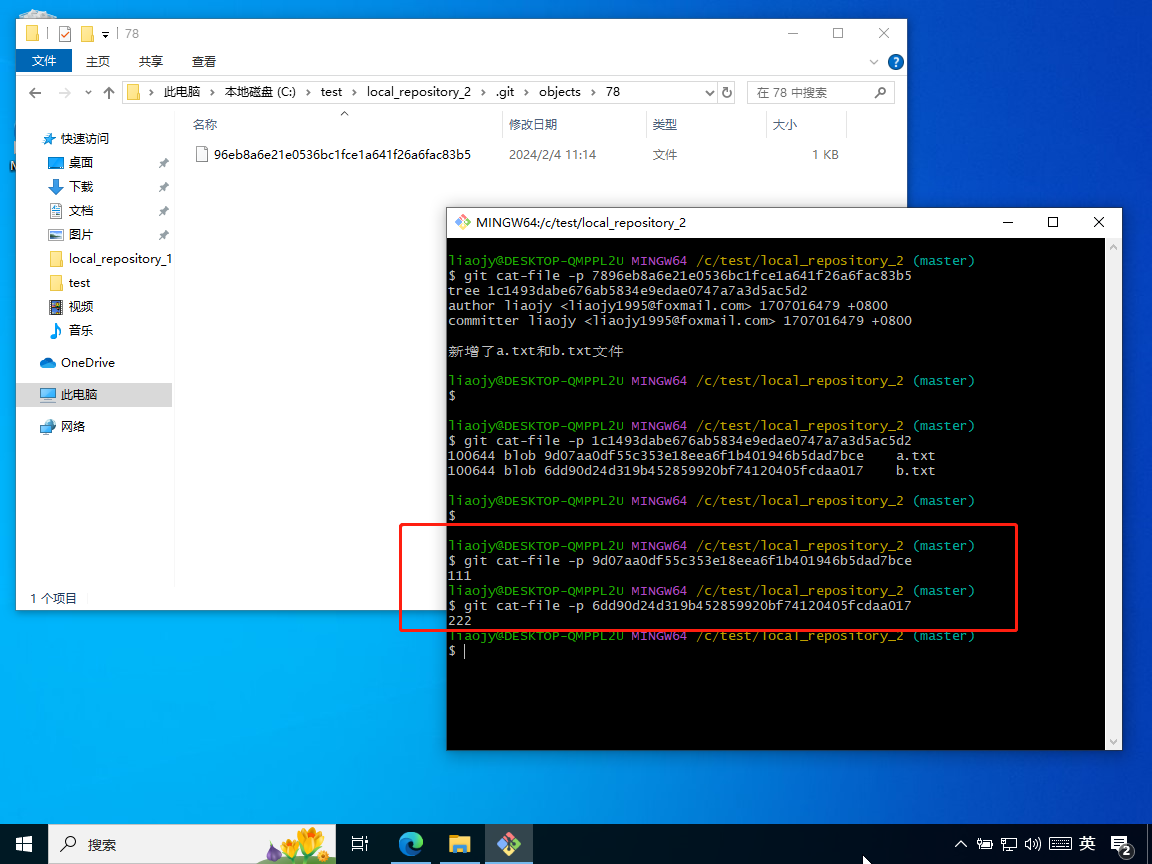 78
文件
主页
共享
查看
此电脑
本地磁盘 (C:)
test
local_repository_2
.git
objects
78
在 78 中搜索
名称
修改日期
类型
大小
96eb8a6e21e0536bc1fce1a641f26a6fac83b5
2024/2/4 11:14
文件
1 KB
快速访问
桌面
下载
文档
图片
local_repository_1
test
视频
音乐
OneDrive
此电脑
网络
1 个项目
MINGW64:/c/test/local_repository_2
liaojy@DESKTOP-QMPPL2U MINGW64 /c/test/local_repository_2 (master)
$ git cat-file -p 7896eb8a6e21e0536bc1fce1a641f26a6fac83b5
tree 1c1493dabe676ab5834e9edae0747a7a3d5ac5d2
author liaojy <liaojy1995@foxmail.com> 1707016479 +0800
committer liaojy <liaojy1995@foxmail.com> 1707016479 +0800
新增了a.txt和b.txt文件
liaojy@DESKTOP-QMPPL2U MINGW64 /c/test/local_repository_2 (master)
$
liaojy@DESKTOP-QMPPL2U MINGW64 /c/test/local_repository_2 (master)
$ git cat-file -p 1c1493dabe676ab5834e9edae0747a7a3d5ac5d2
100644 blob 9d07aa0df55c353e18eea6f1b401946b5dad7bce    a.txt
100644 blob 6dd90d24d319b452859920bf74120405fcdaa017    b.txt
liaojy@DESKTOP-QMPPL2U MINGW64 /c/test/local_repository_2 (master)
$
liaojy@DESKTOP-QMPPL2U MINGW64 /c/test/local_repository_2 (master)
$ git cat-file -p 9d07aa0df55c353e18eea6f1b401946b5dad7bce
111
liaojy@DESKTOP-QMPPL2U MINGW64 /c/test/local_repository_2 (master)
$ git cat-file -p 6dd90d24d319b452859920bf74120405fcdaa017
222
liaojy@DESKTOP-QMPPL2U MINGW64 /c/test/local_repository_2 (master)
$
搜索
英
2